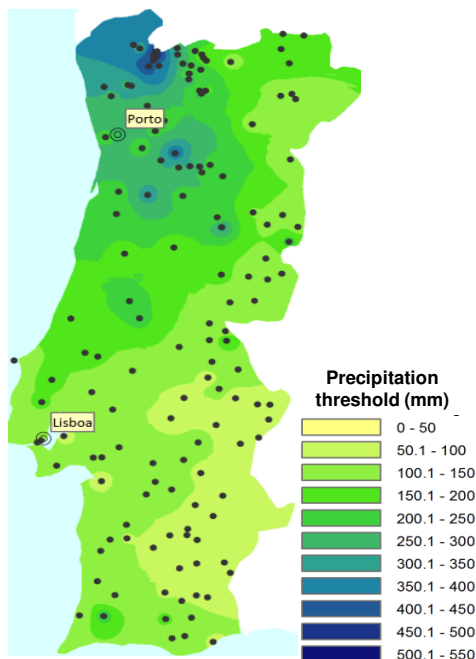 Porto
Lisboa
Precipitation
threshold (mm)
0 - 50
50.1 - 100
100.1 - 150
150.1 - 200
200.1 - 250
250.1 - 300
300.1 - 350
350.1 - 400
400.1 - 450
450.1 - 500
500.1 - 550